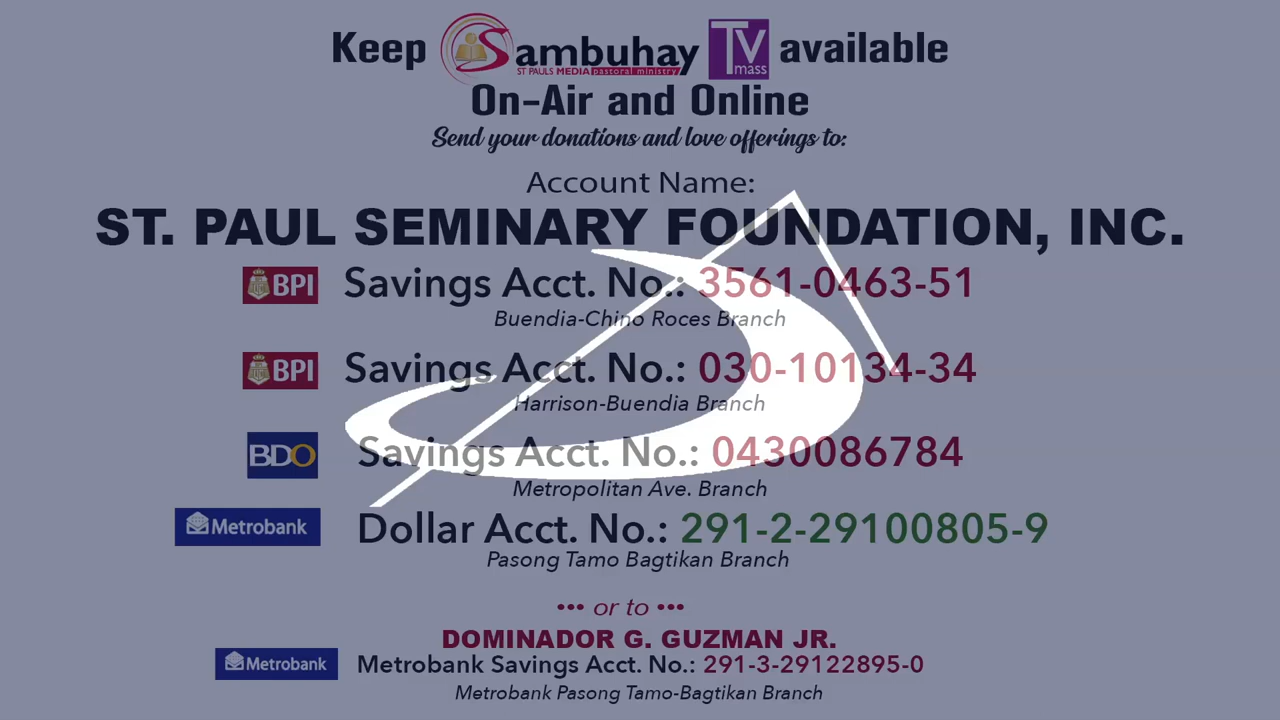 Keep Sambuhay TV mass available
ST PAULS MEDIA pastoral ministry
On-Air and Online
Send your donations and love offerings to:
Account Name:
ST. PAUL SEMINARY FOUNDATION, INC.
BPI Savings Acct. No.: 3561-0463-51
Buendia-Chino Roces Branch
BPI Savings Acct. No.: 030-10134-34
Harrison-Buendia Branch
BDO Savings Acct. No.: 0430086784
Metropolitan Ave. Branch
Metrobank Dollar Acct. No.: 291-2-29100805-9
Pasong Tamo Bagtikan Branch
••• or to •••
DOMINADOR G. GUZMAN JR.
Metrobank Metrobank Savings Acct. No.: 291-3-29122895-0
Metrobank Pasong Tamo-Bagtikan Branch